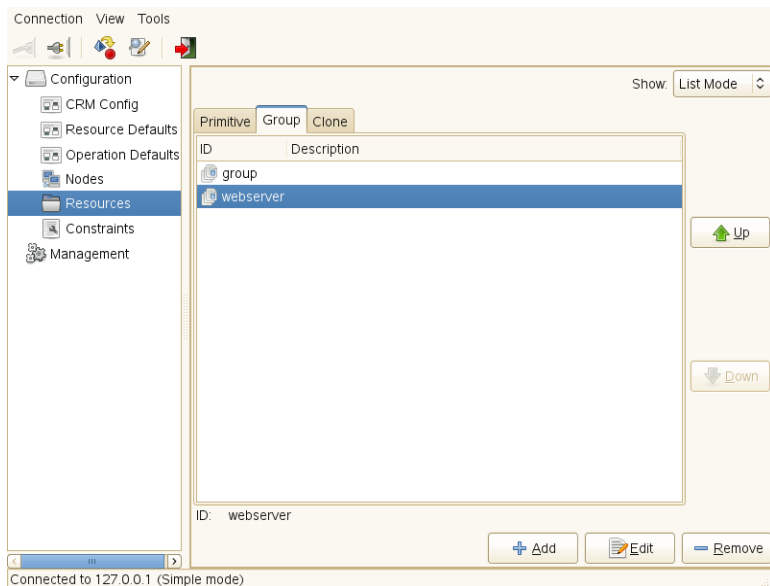 Connection View Tools
Configuration
CRM Config
Resource Defaults
Operation Defaults
Nodes
Resources
Constraints
Management
Show: List Mode
Primitive Group Clone
ID Description
group
webserver
Up
Down
ID: webserver
Add Edit Remove
Connected to 127.0.0.1 (Simple mode)